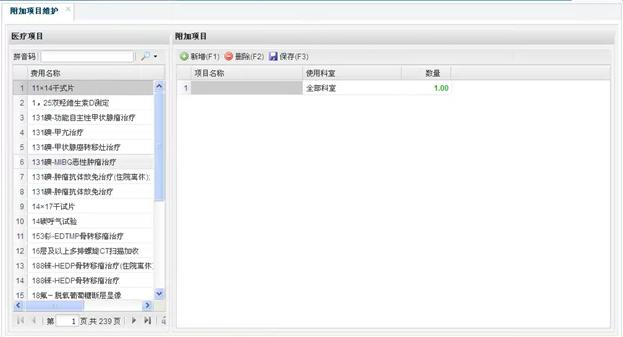 附加项目维护
医疗项目
附加项目
拼音码
新增(F1) 删除(F2) 保存(F3)
费用名称
项目名称 使用科室 数量
1 11×14干式片
1 全部科室 1.00
2 1，25双羟维生素D测定
3 131碘-功能自主性甲状腺瘤治疗
4 131碘-甲亢治疗
5 131碘-甲状腺癌转移灶治疗
6 131碘-MIBG恶性肿瘤治疗
7 131碘-肿瘤抗体放免治疗(住院离休);
8 131碘-肿瘤抗体放免治疗
9 14×17干试片
10 14碳呼气试验
11 153钐-EDTMP骨转移瘤治疗
12 16层及以上多排螺旋CT扫描加收
13 188铼-HEDP骨转移瘤治疗(住院离休)
14 188铼-HEDP骨转移瘤治疗
15 18氟－脱氧葡萄糖断层显像
第 1 页,共 239 页